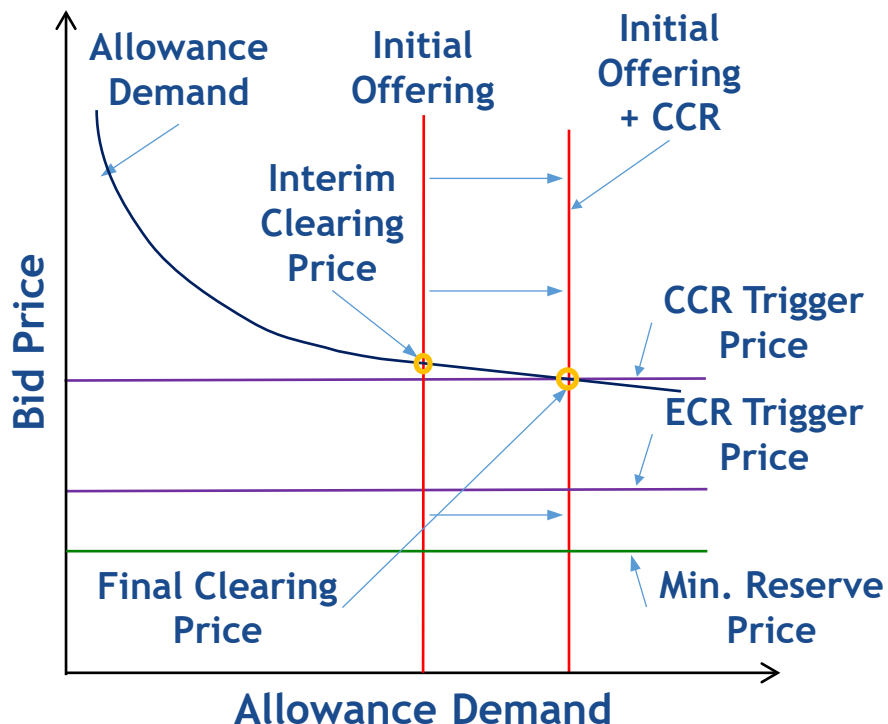 Allowance
Demand
Initial
Offering
Initial
Offering
+ CCR
Interim
Clearing
Price
CCR Trigger
Price
ECR Trigger
Price
Final Clearing
Price
Min. Reserve
Price
Bid Price
Allowance Demand